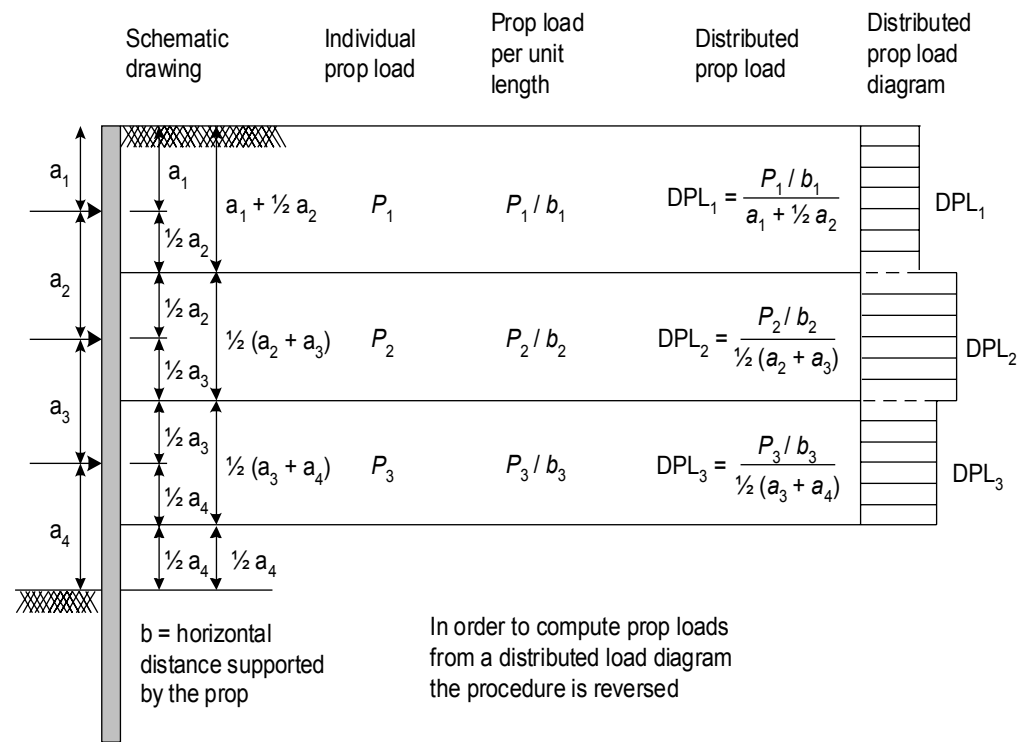 Schematic drawing
Individual prop load
Prop load per unit length
Distributed prop load
Distributed prop load diagram
a₁
a₂
a₃
a₄
a₁
½ a₂
½ a₂
½ a₃
½ a₃
½ a₄
½ a₄
a₁ + ½ a₂
P₁
P₁ / b₁
DPL₁ = P₁ / b₁
a₁ + ½ a₂
DPL₁
½ (a₂ + a₃)
P₂
P₂ / b₂
DPL₂ = P₂ / b₂
½ (a₂ + a₃)
DPL₂
½ (a₃ + a₄)
P₃
P₃ / b₃
DPL₃ = P₃ / b₃
½ (a₃ + a₄)
DPL₃
½ a₄
b = horizontal
distance supported
by the prop
In order to compute prop loads
from a distributed load diagram
the procedure is reversed